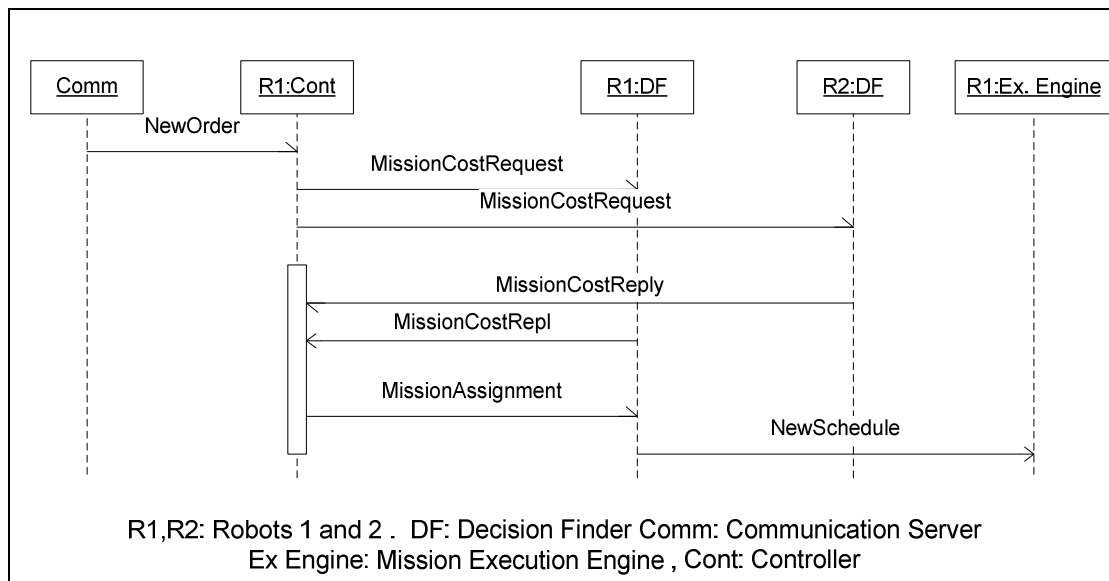 Comm
R1:Cont
R1:DF
R2:DF
R1:Ex. Engine
NewOrder
MissionCostRequest
MissionCostRequest
MissionCostReply
MissionCostRepl
MissionAssignment
NewSchedule
R1,R2: Robots 1 and 2 . DF: Decision Finder Comm: Communication Server
Ex Engine: Mission Execution Engine , Cont: Controller